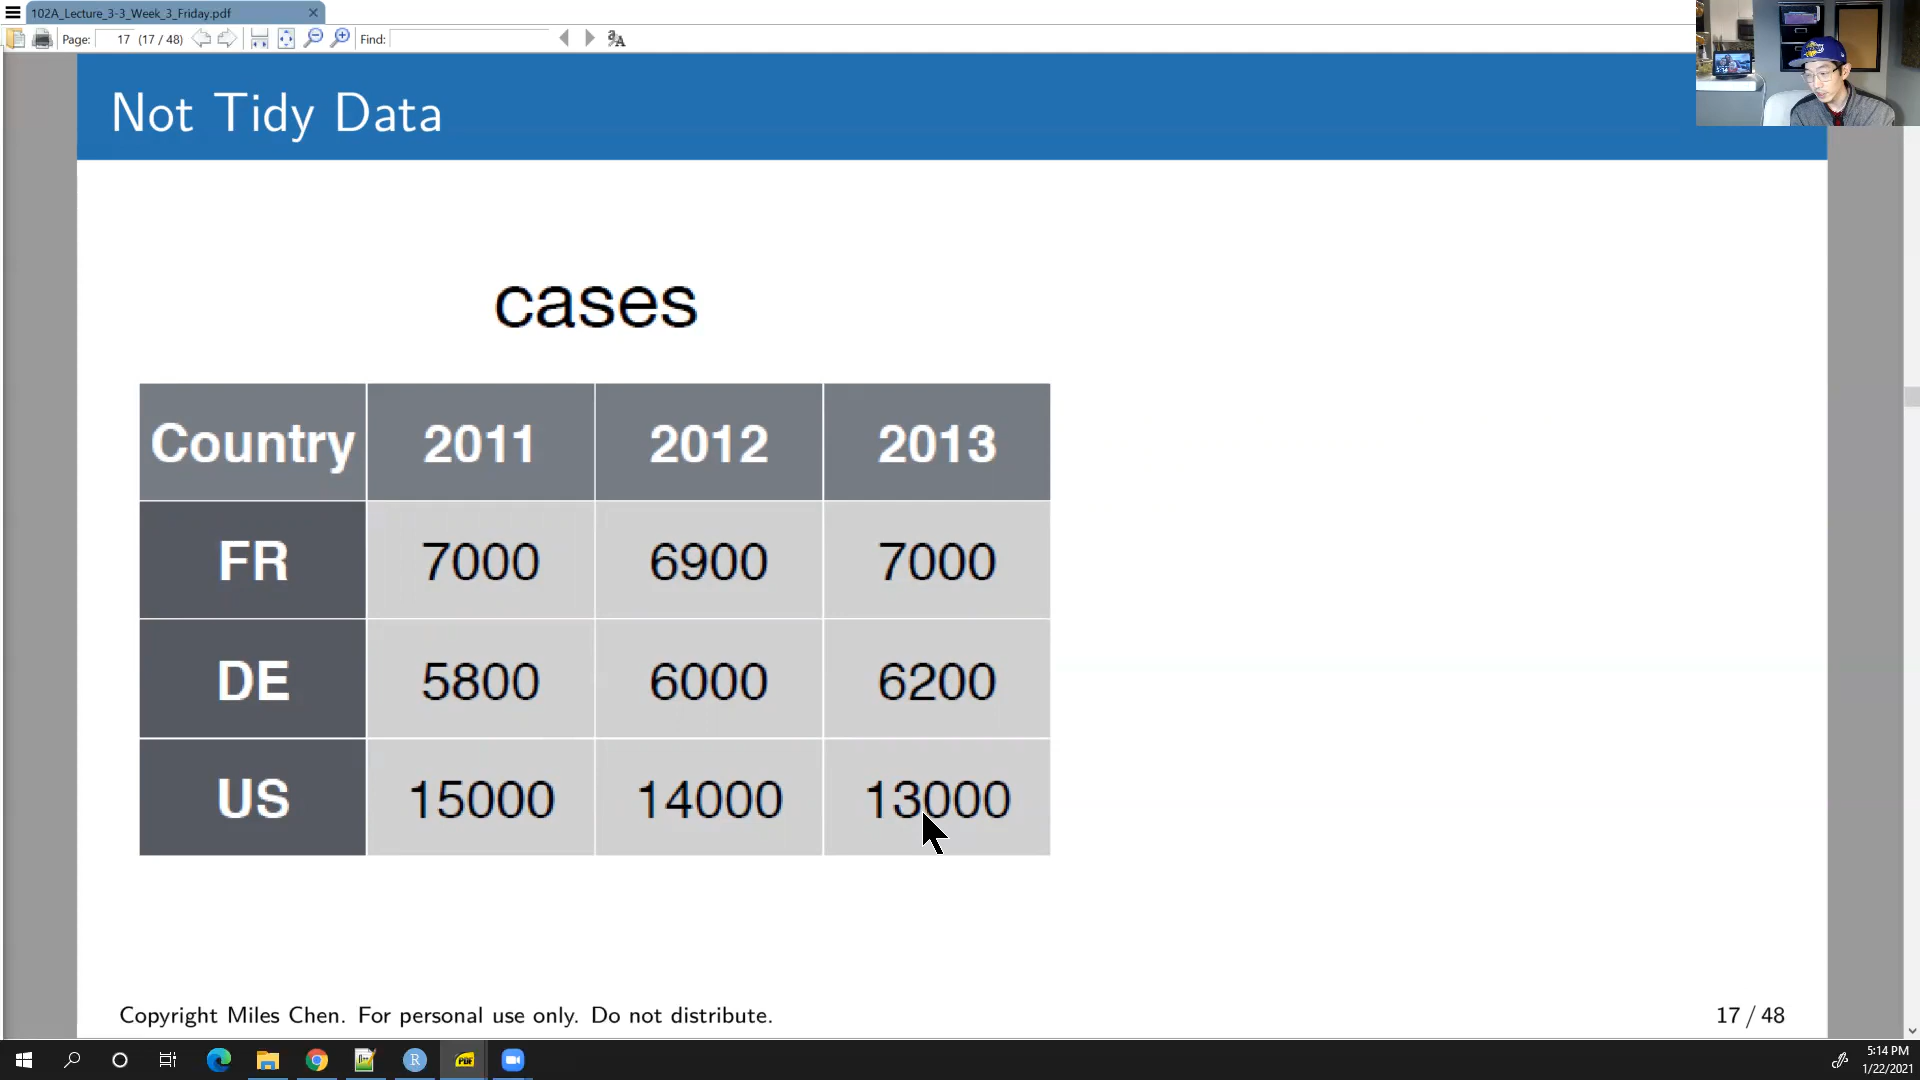 102A_Lecture_3-3_Week_3_Friday.pdf
Page: 17 (17 / 48) Find:
Not Tidy Data
cases
Country 2011 2012 2013
FR 7000 6900 7000
DE 5800 6000 6200
US 15000 14000 13000
Copyright Miles Chen. For personal use only. Do not distribute.
17 / 48
5:14 PM
1/22/2021